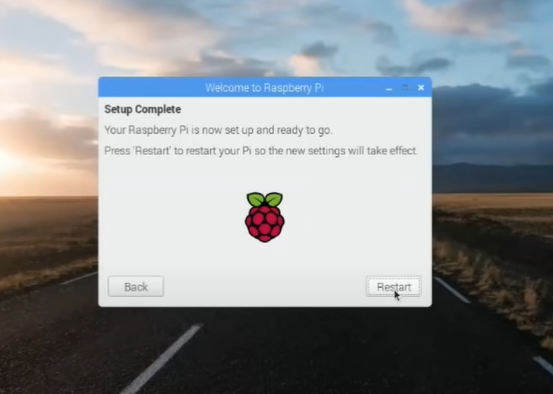 Welcome to Raspberry Pi
Setup Complete
Your Raspberry Pi is now set up and ready to go.
Press 'Restart' to restart your Pi so the new settings will take effect.
Back
Restart